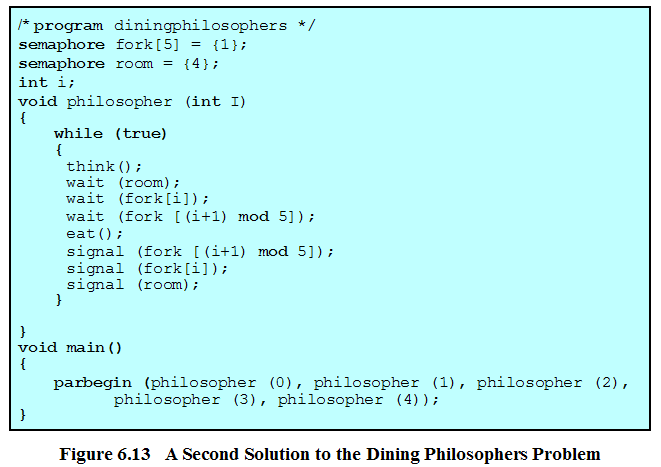 /* program diningphilosophers */
semaphore fork[5] = {1};
semaphore room = {4};
int i;
void philosopher (int I)
{
    while (true)
    {
     think();
     wait (room);
     wait (fork[i]);
     wait (fork [(i+1) mod 5]);
     eat();
     signal (fork [(i+1) mod 5]);
     signal (fork[i]);
     signal (room);
    }
}
void main()
{
    parbegin (philosopher (0), philosopher (1), philosopher (2),
          philosopher (3), philosopher (4));
}
Figure 6.13 A Second Solution to the Dining Philosophers Problem